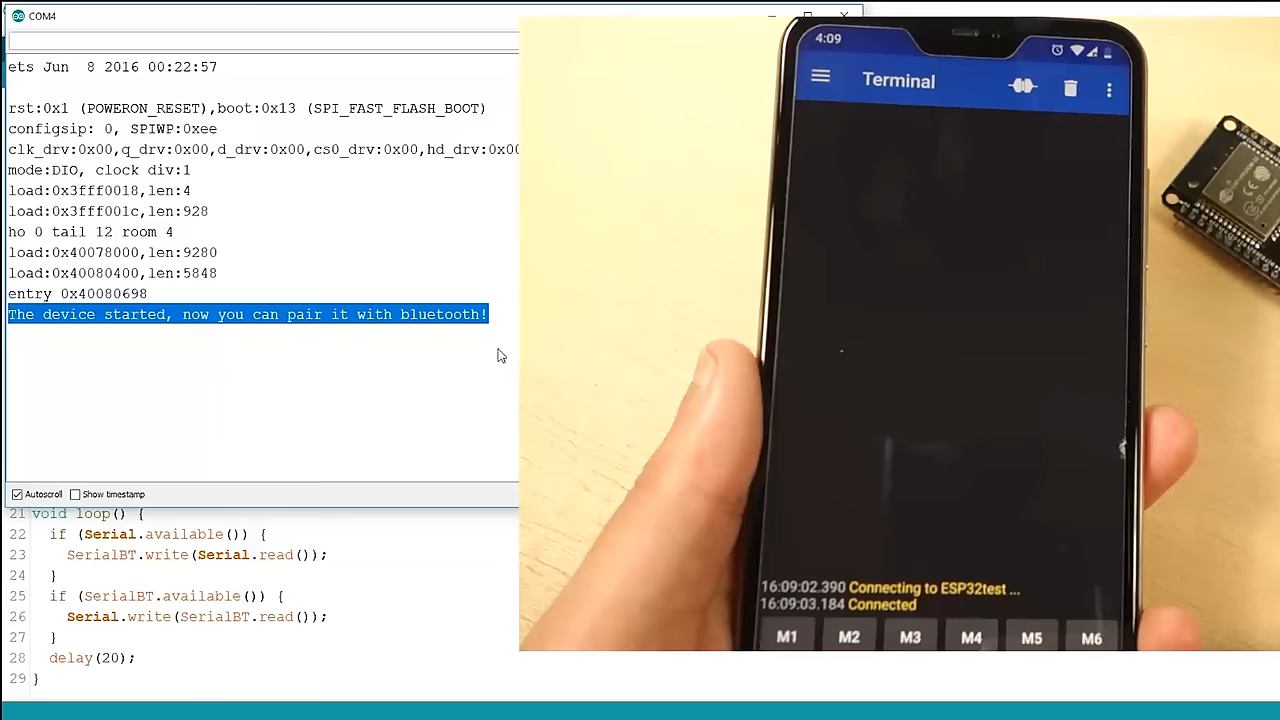 COM4
ets Jun  8 2016 00:22:57
rst:0x1 (POWERON_RESET),boot:0x13 (SPI_FAST_FLASH_BOOT)
configsip: 0, SPIWP:0xee
clk_drv:0x00,q_drv:0x00,d_drv:0x00,cs0_drv:0x00,hd_drv:0x00
mode:DIO, clock div:1
load:0x3fff0018,len:4
load:0x3fff001c,len:928
ho 0 tail 12 room 4
load:0x40078000,len:9280
load:0x40080400,len:5848
entry 0x40080698
The device started, now you can pair it with bluetooth!
Autoscroll Show timestamp
21 void loop() {
22 if (Serial.available()) {
23 SerialBT.write(Serial.read());
24 }
25 if (SerialBT.available()) {
26 Serial.write(SerialBT.read());
27 }
28 delay(20);
29 }
4:09
Terminal
16:09:02.390 Connecting to ESP32test ...
16:09:03.184 Connected
M1 M2 M3 M4 M5 M6